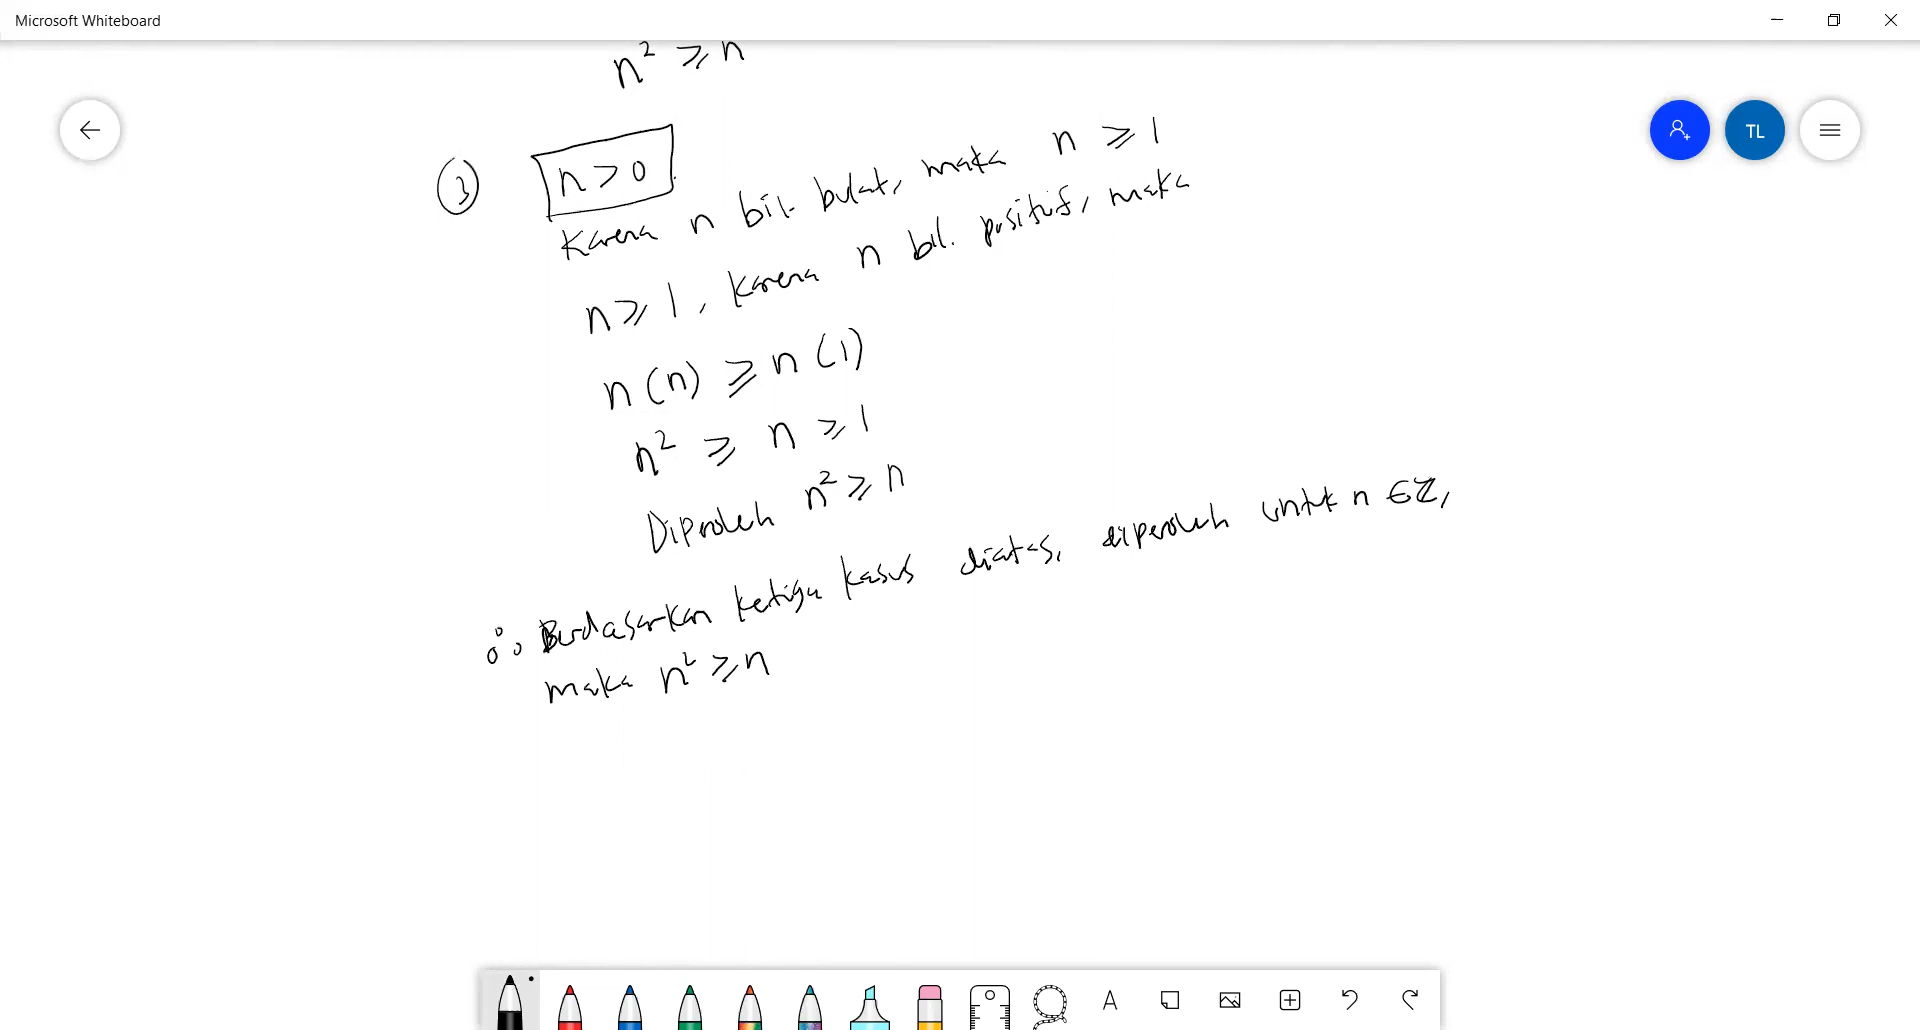 Microsoft Whiteboard
n² ≥ n
TL
③ n > 0
Karena n bil. bulat, maka n ≥ 1
n ≥ 1, karena n bil. positif, maka
n(n) ≥ n(1)
n² ≥ n ≥ 1
Diperoleh n² ≥ n
∴ Berdasarkan ketiga kasus diatas, diperoleh untuk n ∈ ℤ,
maka n² ≥ n
A